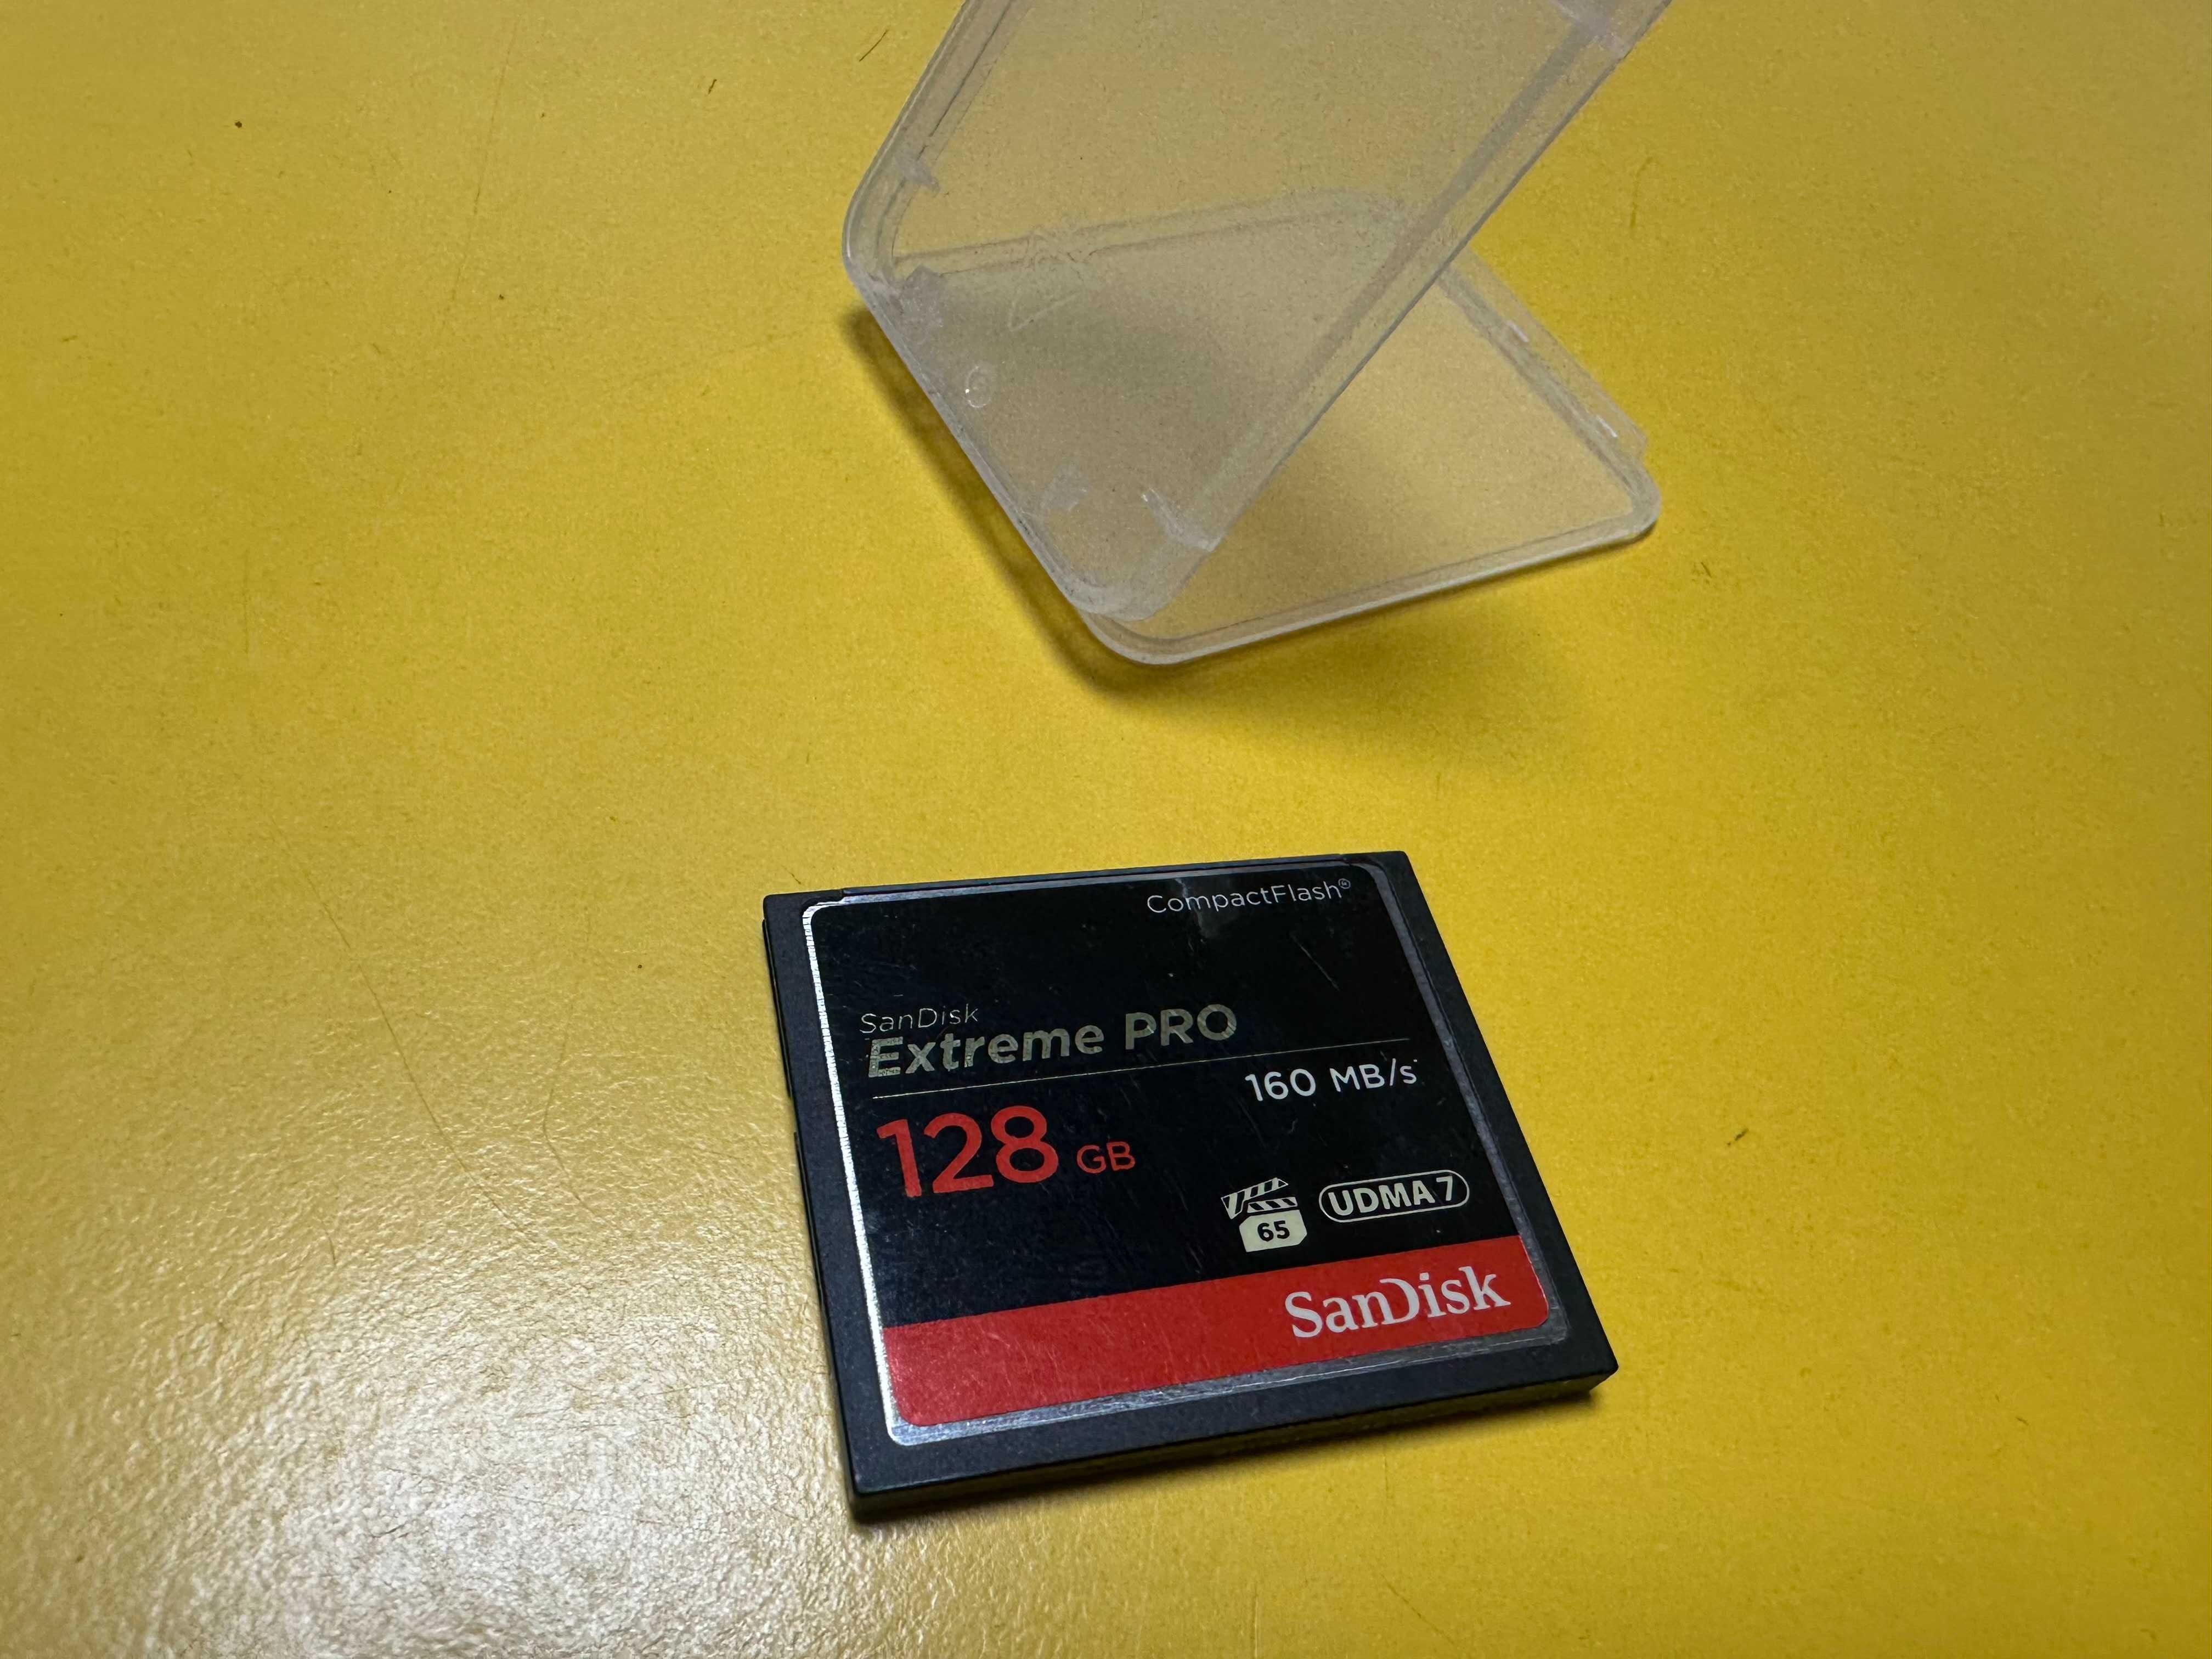 CompactFlash®
SanDisk
Extreme PRO
160 MB/s
128 GB
65 UDMA 7
SanDisk